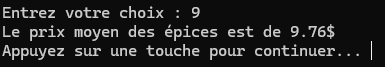 Entrez votre choix : 9
Le prix moyen des épices est de 9.76$
Appuyez sur une touche pour continuer...